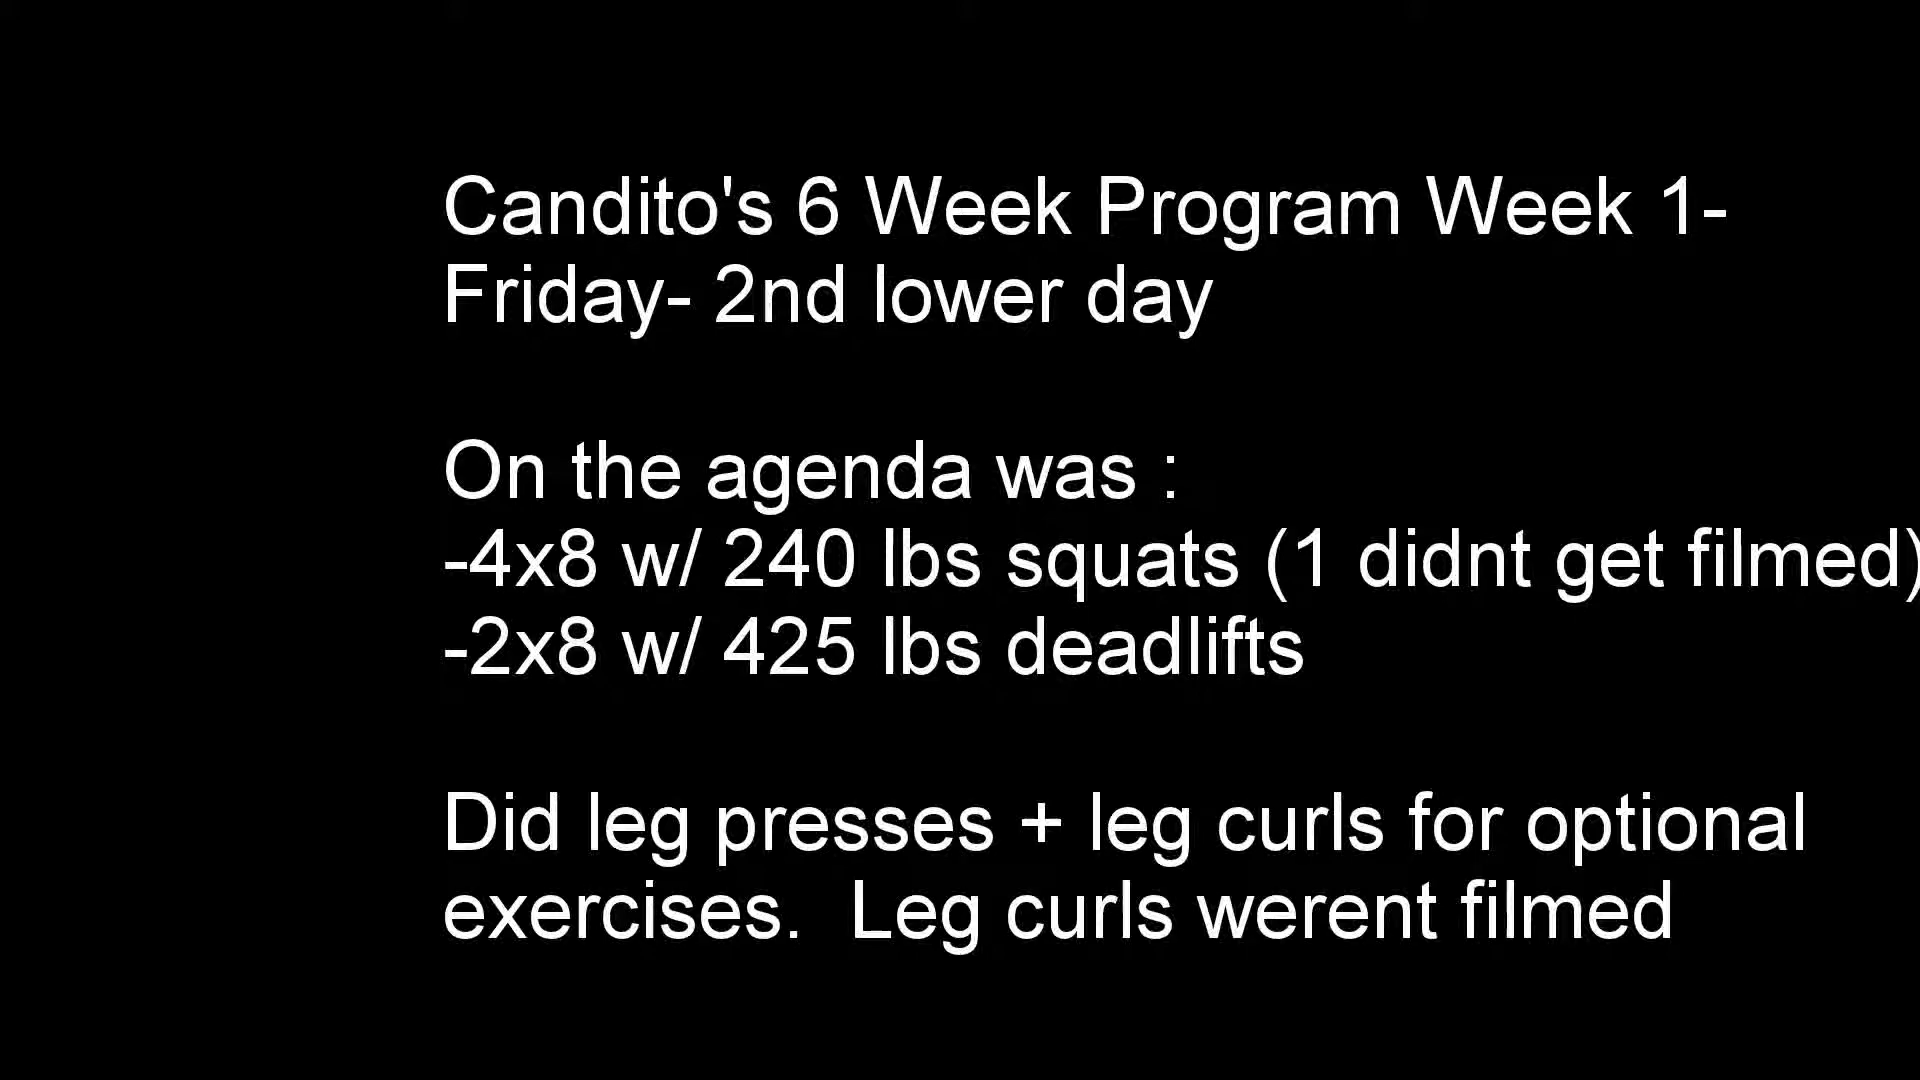 Candito's 6 Week Program Week 1-
Friday- 2nd lower day
On the agenda was :
-4x8 w/ 240 lbs squats (1 didnt get filmed)
-2x8 w/ 425 lbs deadlifts
Did leg presses + leg curls for optional
exercises.  Leg curls werent filmed